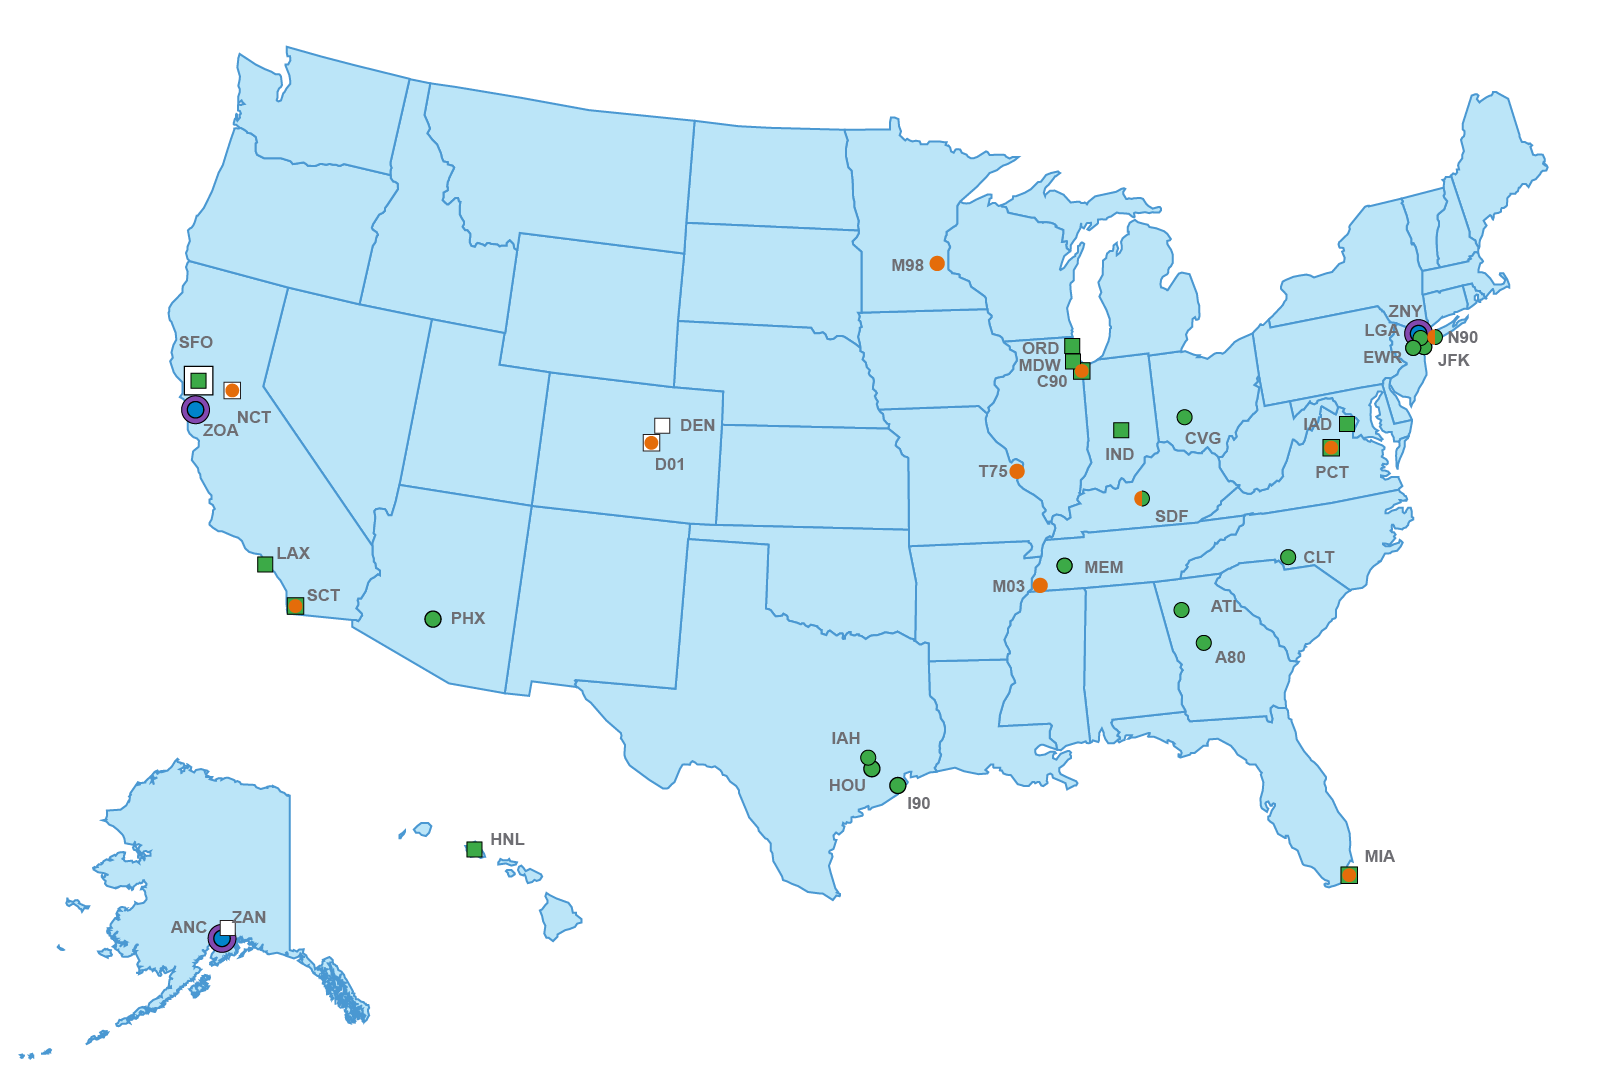 M98
ZNY
LGA
N90
SFO
ORD
EWR
JFK
MDW
C90
NCT
ZOA
DEN
IAD
CVG
IND
D01
T75
PCT
SDF
LAX
CLT
MEM
M03
SCT
ATL
PHX
A80
IAH
HOU
I90
HNL
MIA
ZAN
ANC